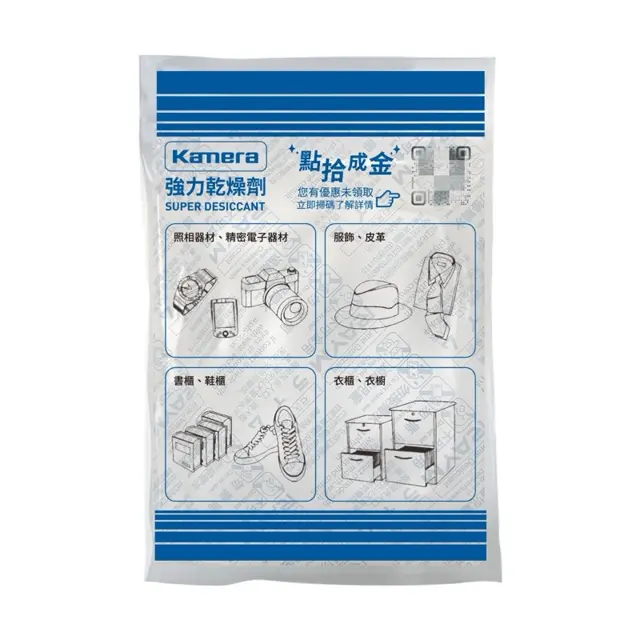 Kamera
強力乾燥劑
SUPER DESICCANT
點拾成金
您有優惠未領取
立即掃碼了解詳情
照相器材、精密電子器材
服飾、皮革
書櫃、鞋櫃
衣櫃、衣櫥